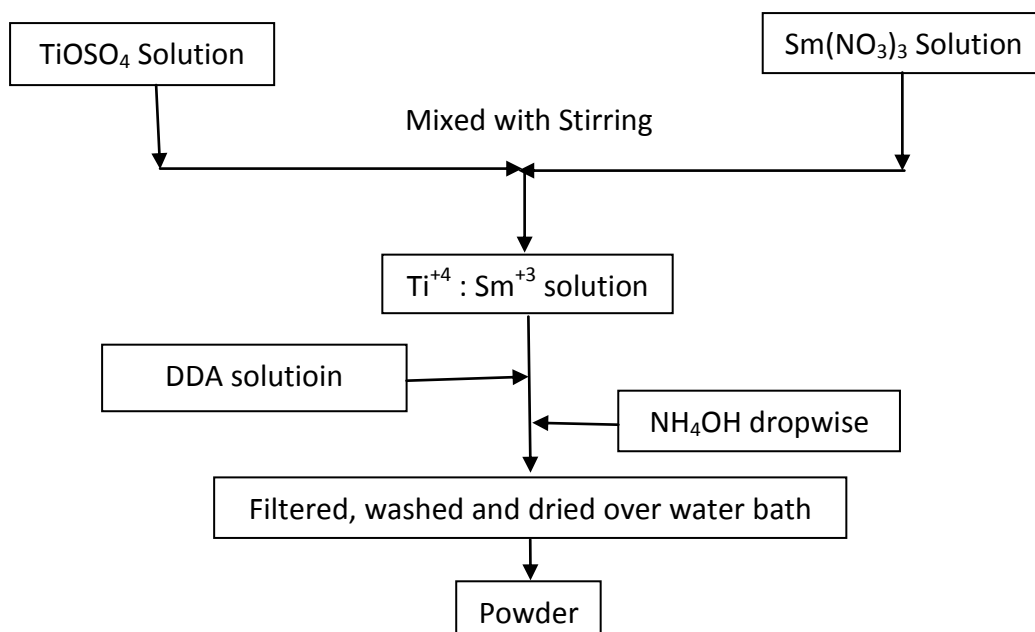 TiOSO₄ Solution
Sm(NO₃)₃ Solution
Mixed with Stirring
Ti⁺⁴ : Sm⁺³ solution
DDA solutioin
NH₄OH dropwise
Filtered, washed and dried over water bath
Powder